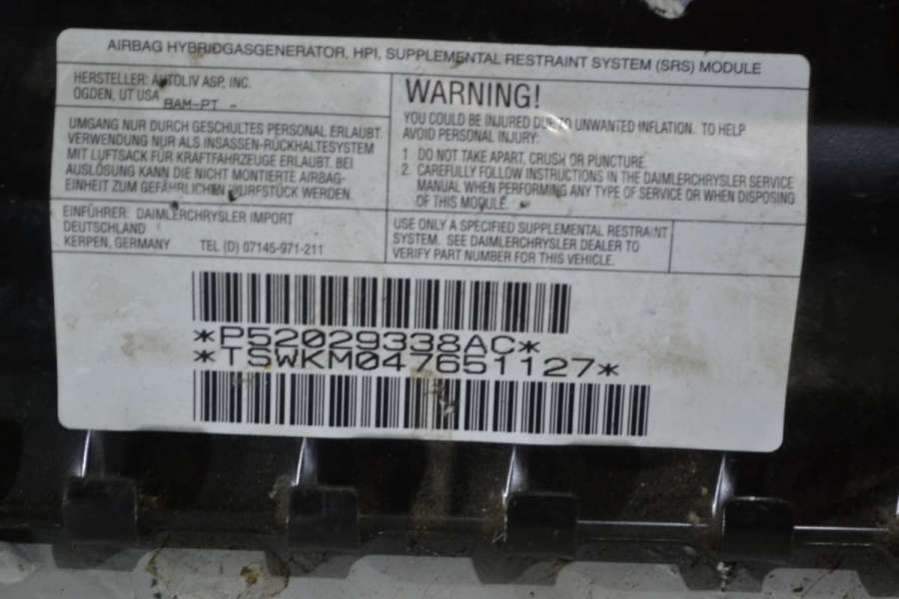 AIRBAG HYBRIDGASGENERATOR, HPI, SUPPLEMENTAL RESTRAINT SYSTEM (SRS) MODULE
HERSTELLER: AUTOLIV ASP, INC.
OGDEN, UT USA BAM-PT -
UMGANG NUR DURCH GESCHULTES PERSONAL ERLAUBT.
VERWENDUNG NUR ALS INSASSEN-RÜCKHALTESYSTEM
MIT LUFTSACK FÜR KRAFTFAHRZEUGE ERLAUBT. BEI
AUSLÖSUNG KANN DIE NICHT MONTIERTE AIRBAG-
EINHEIT ZUM GEFÄHRLICHEN WURFSTÜCK WERDEN.
EINFÜHRER: DAIMLERCHRYSLER IMPORT
DEUTSCHLAND
KERPEN, GERMANY TEL (D) 07145-971-211
WARNING!
YOU COULD BE INJURED DUE TO UNWANTED INFLATION. TO HELP
AVOID PERSONAL INJURY:
1. DO NOT TAKE APART, CRUSH OR PUNCTURE.
2. CAREFULLY FOLLOW INSTRUCTIONS IN THE DAIMLERCHRYSLER SERVICE
MANUAL WHEN PERFORMING ANY TYPE OF SERVICE OR WHEN DISPOSING
OF THIS MODULE.
USE ONLY A SPECIFIED SUPPLEMENTAL RESTRAINT
SYSTEM. SEE DAIMLERCHRYSLER DEALER TO
VERIFY PART NUMBER FOR THIS VEHICLE.
*P52029338AC*
*TSWKM047651127*